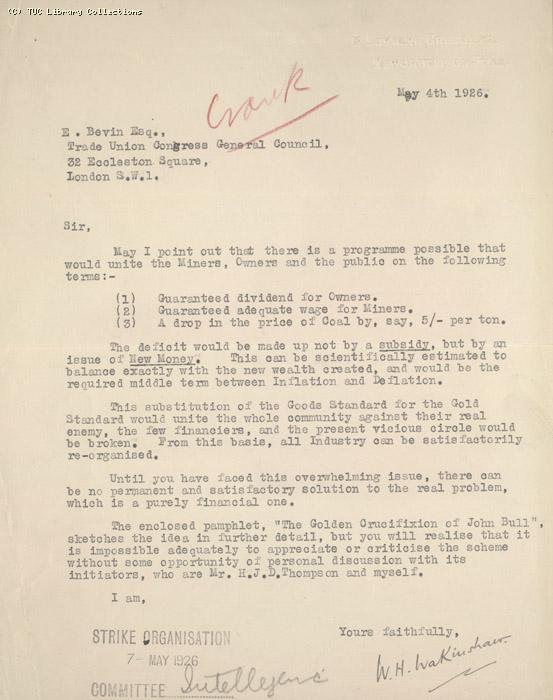 (C) TUC Library Collections
May 4th 1926.
Crank
E. Bevin Esq.,
Trade Union Congress General Council,
32 Eccleston Square,
London S.W.1.
Sir,
May I point out that there is a programme possible that
would unite the Miners, Owners and the public on the following
terms:-
(1) Guaranteed dividend for Owners.
(2) Guaranteed adequate wage for Miners.
(3) A drop in the price of Coal by, say, 5/- per ton.
The deficit would be made up not by a subsidy, but by an
issue of New Money. This can be scientifically estimated to
balance exactly with the new wealth created, and would be the
required middle term between Inflation and Deflation.
This substitution of the Goods Standard for the Gold
Standard would unite the whole community against their real
enemy, the few financiers, and the present vicious circle would
be broken. From this basis, all Industry can be satisfactorily
re-organised.
Until you have faced this overwhelming issue, there can
be no permanent and satisfactory solution to the real problem,
which is a purely financial one.
The enclosed pamphlet, "The Golden Crucifixion of John Bull",
sketches the idea in further detail, but you will realise that it
is impossible adequately to appreciate or criticise the scheme
without some opportunity of personal discussion with its
initiators, who are Mr. H.J.D.Thompson and myself.
I am,
Yours faithfully,
W.H. Wakinshaw.
STRIKE ORGANISATION
7- MAY 1926
COMMITTEE Intelligence